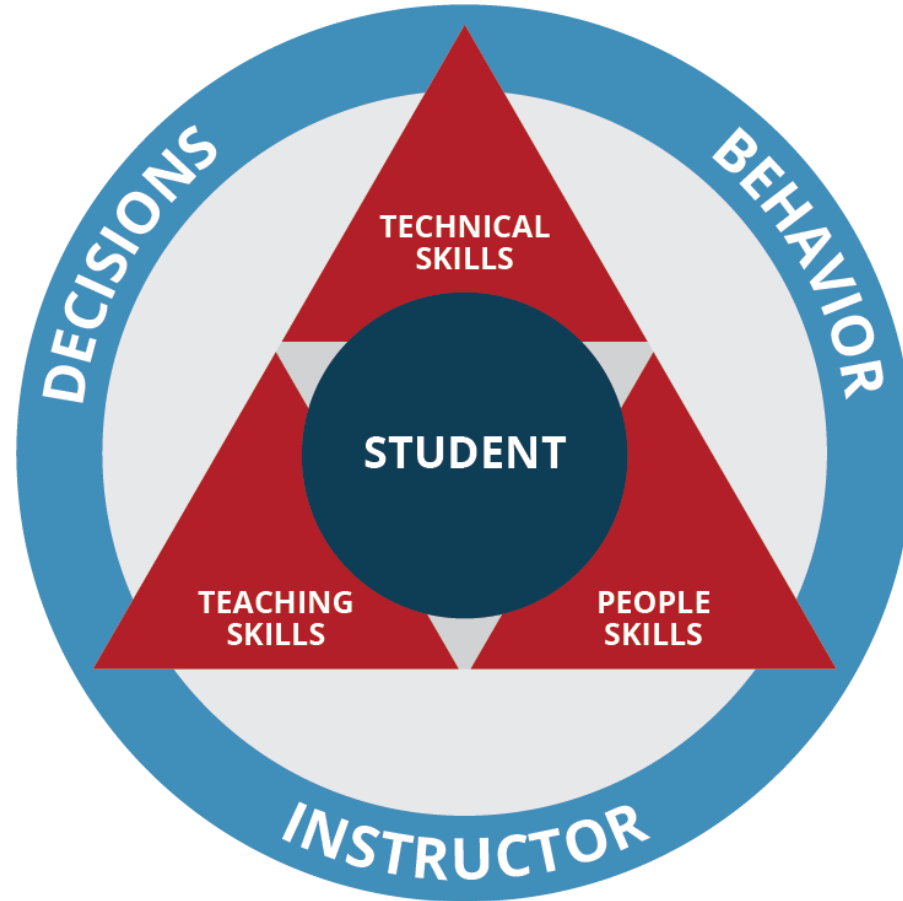 DECISIONS
BEHAVIOR
TECHNICAL
SKILLS
STUDENT
TEACHING
SKILLS
PEOPLE
SKILLS
INSTRUCTOR